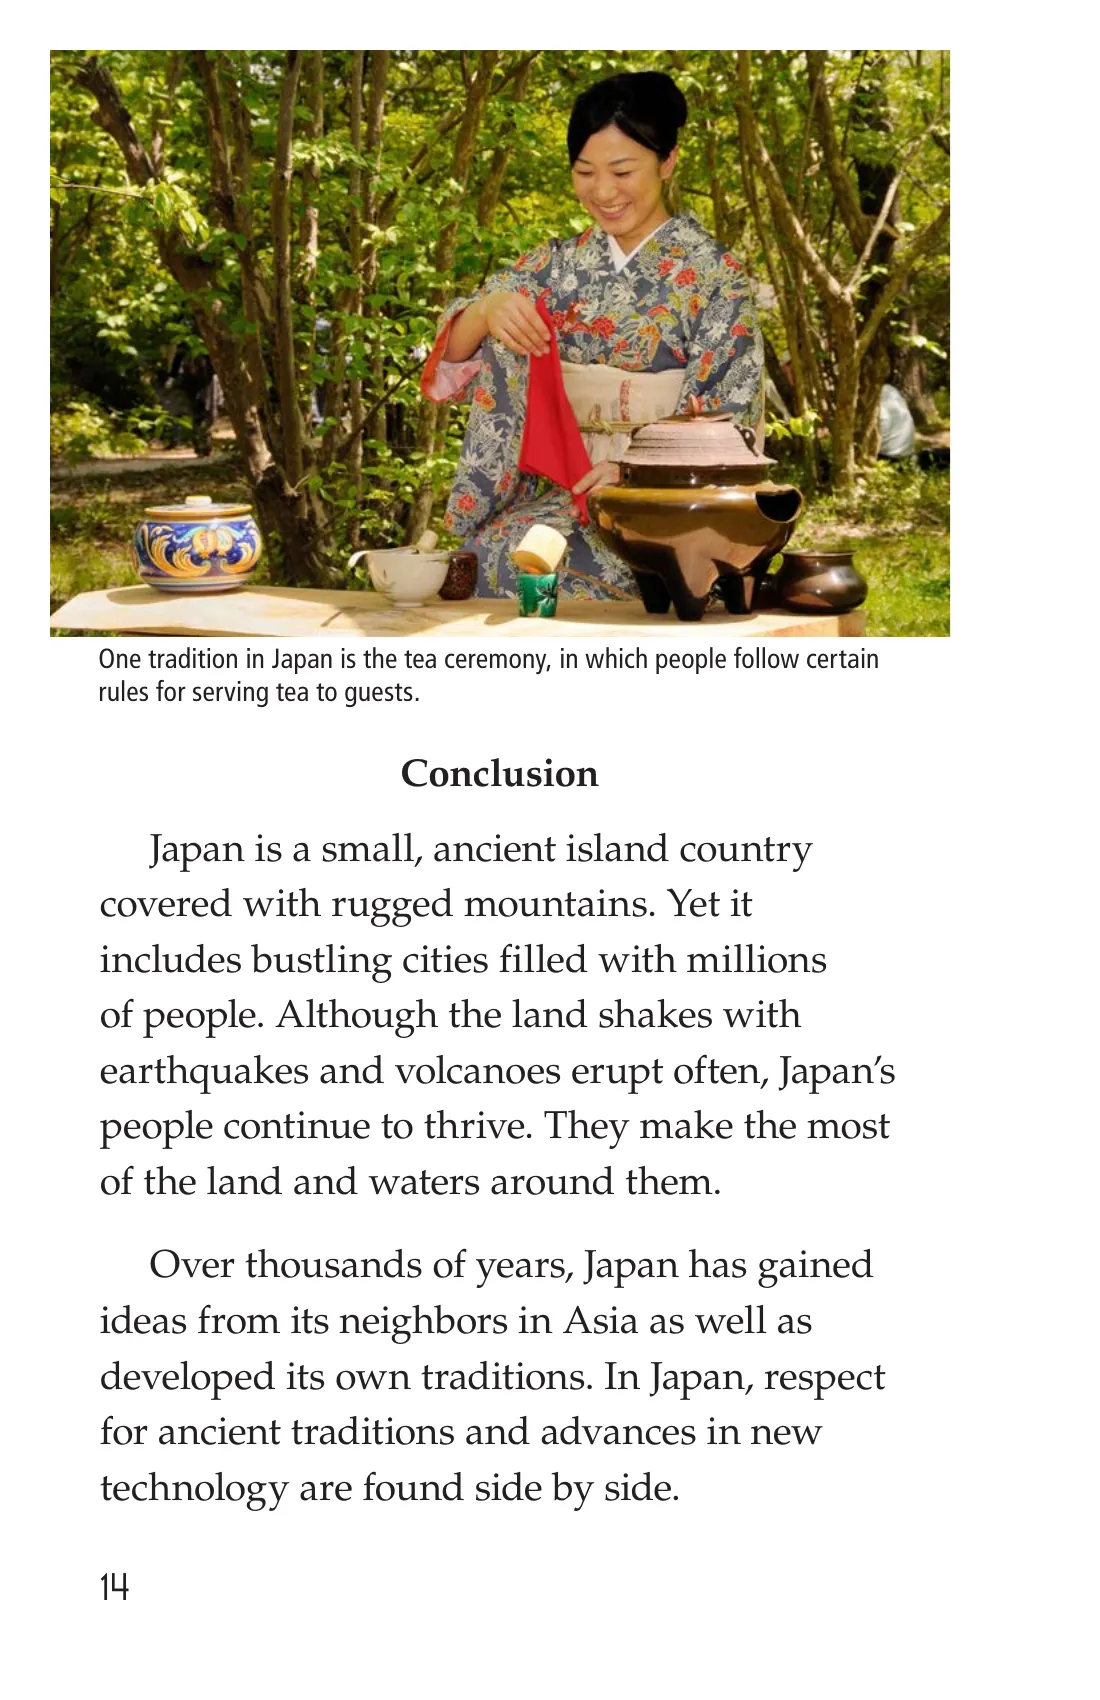 One tradition in Japan is the tea ceremony, in which people follow certain
rules for serving tea to guests.
Conclusion
Japan is a small, ancient island country
covered with rugged mountains. Yet it
includes bustling cities filled with millions
of people. Although the land shakes with
earthquakes and volcanoes erupt often, Japan’s
people continue to thrive. They make the most
of the land and waters around them.
Over thousands of years, Japan has gained
ideas from its neighbors in Asia as well as
developed its own traditions. In Japan, respect
for ancient traditions and advances in new
technology are found side by side.
14